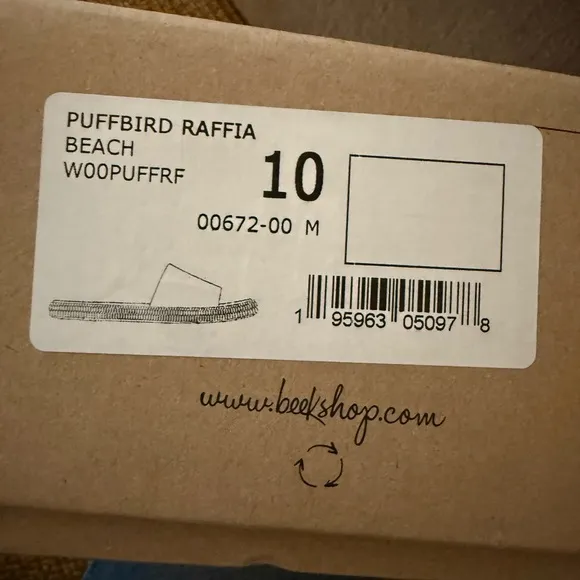 PUFFBIRD RAFFIA
BEACH
W00PUFFRF
10
00672-00 M
1 95963 05097 8
www.beekshop.com